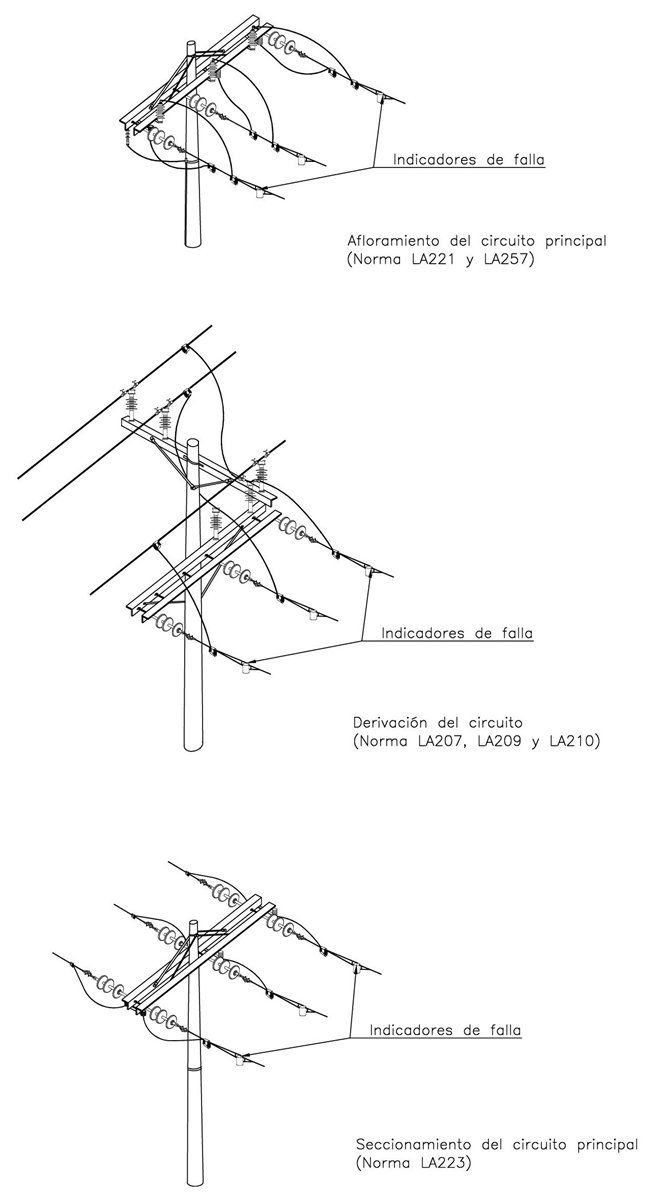 Indicadores de falla
Afloramiento del circuito principal
(Norma LA221 y LA257)
Indicadores de falla
Derivación del circuito
(Norma LA207, LA209 y LA210)
Indicadores de falla
Seccionamiento del circuito principal
(Norma LA223)